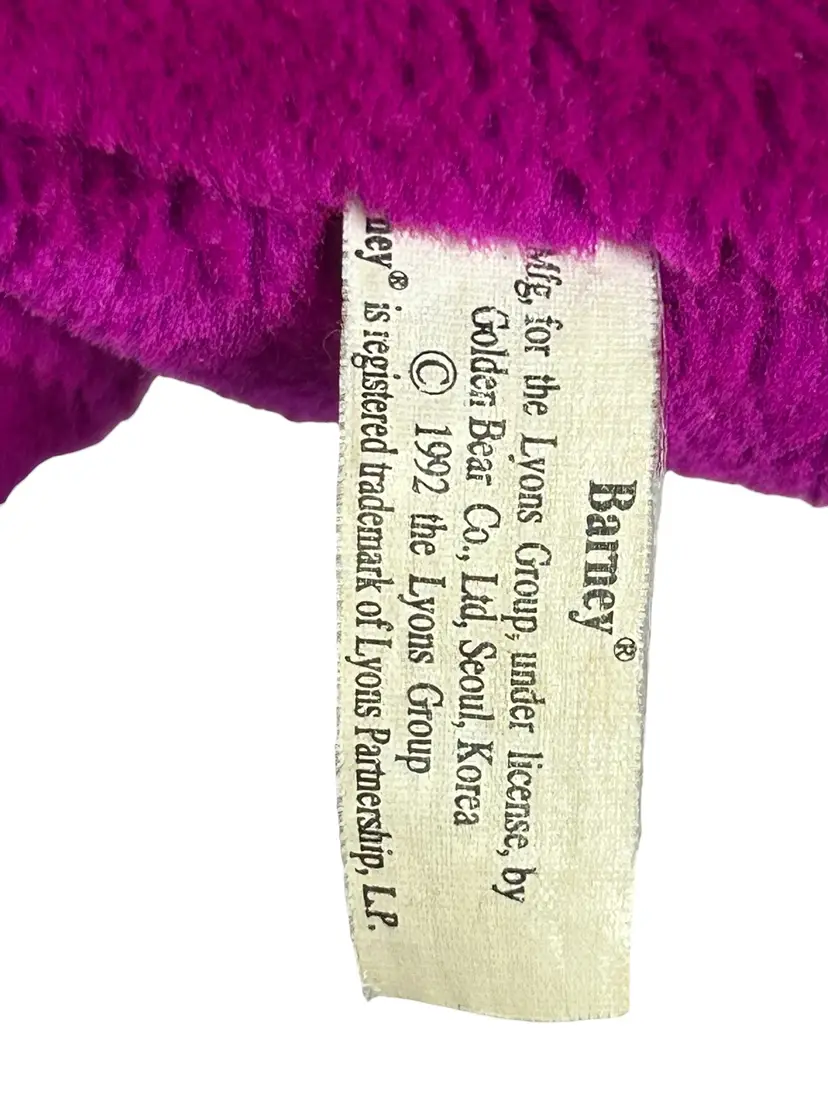 Barney®
Mfg, for the Lyons Group, under license, by
Golden Bear Co., Ltd, Seoul, Korea
© 1992 the Lyons Group
ney® is registered trademark of Lyons Partnership, L.P.